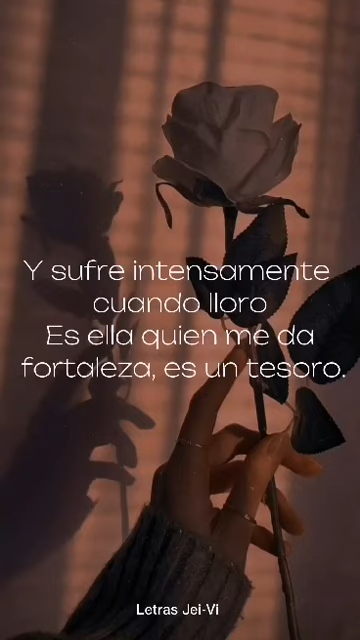 Y sufre intensamente
cuando lloro
Es ella quien me da
fortaleza, es un tesoro.
Letras Jei-Vi